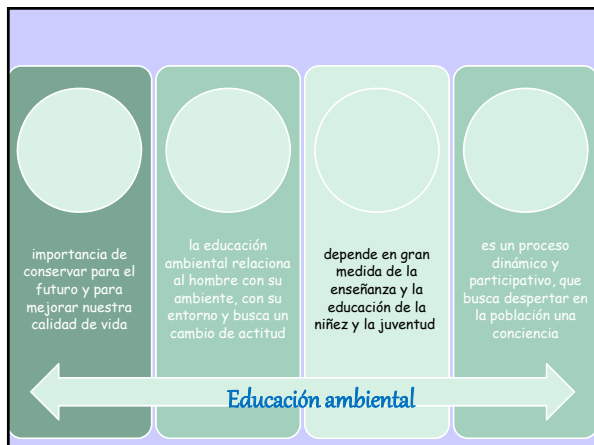 importancia de
conservar para el
futuro y para
mejorar nuestra
calidad de vida
la educación
ambiental relaciona
al hombre con su
ambiente, con su
entorno y busca un
cambio de actitud
depende en gran
medida de la
enseñanza y la
educación de la
niñez y la juventud
es un proceso
dinámico y
participativo, que
busca despertar en
la población una
conciencia
Educación ambiental